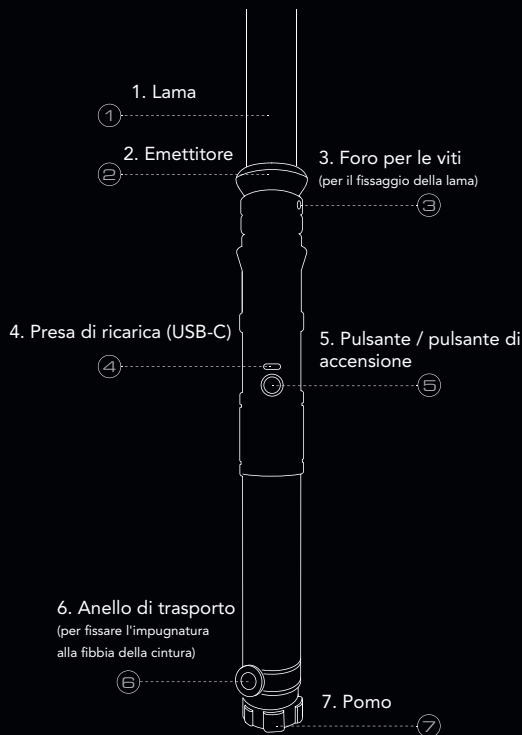 1. Lama
1
2. Emettitore
2
3. Foro per le viti
(per il fissaggio della lama)
3
4. Presa di ricarica (USB-C)
4
5. Pulsante / pulsante di
accensione
5
6. Anello di trasporto
(per fissare l'impugnatura
alla fibbia della cintura)
6
7. Pomo
7